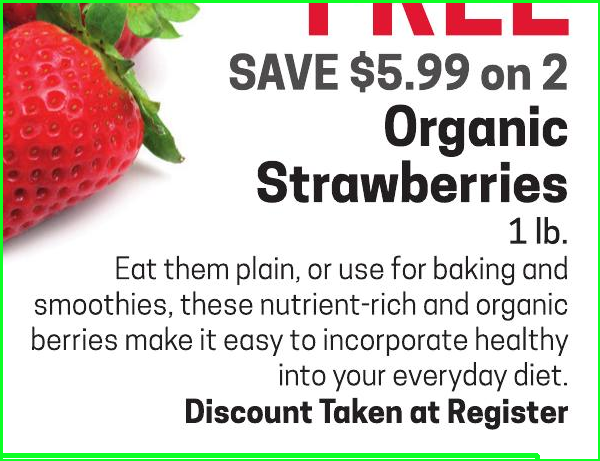 FREE
SAVE $5.99 on 2
Organic
Strawberries
1 lb.
Eat them plain, or use for baking and
smoothies, these nutrient-rich and organic
berries make it easy to incorporate healthy
into your everyday diet.
Discount Taken at Register